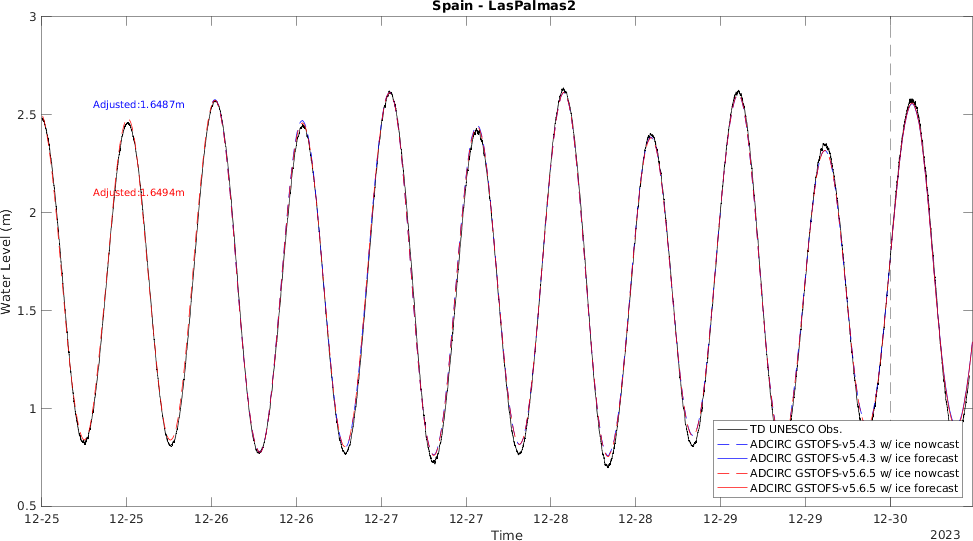 Spain - LasPalmas2
3
2.5
2
1.5
1
0.5
Water Level (m)
Adjusted:1.6487m
Adjusted:1.6494m
TD UNESCO Obs.
ADCIRC GSTOFS-v5.4.3 w/ ice nowcast
ADCIRC GSTOFS-v5.4.3 w/ ice forecast
ADCIRC GSTOFS-v5.6.5 w/ ice nowcast
ADCIRC GSTOFS-v5.6.5 w/ ice forecast
12-25 12-25 12-26 12-26 12-27 12-27 12-28 12-28 12-29 12-29 12-30
Time
2023